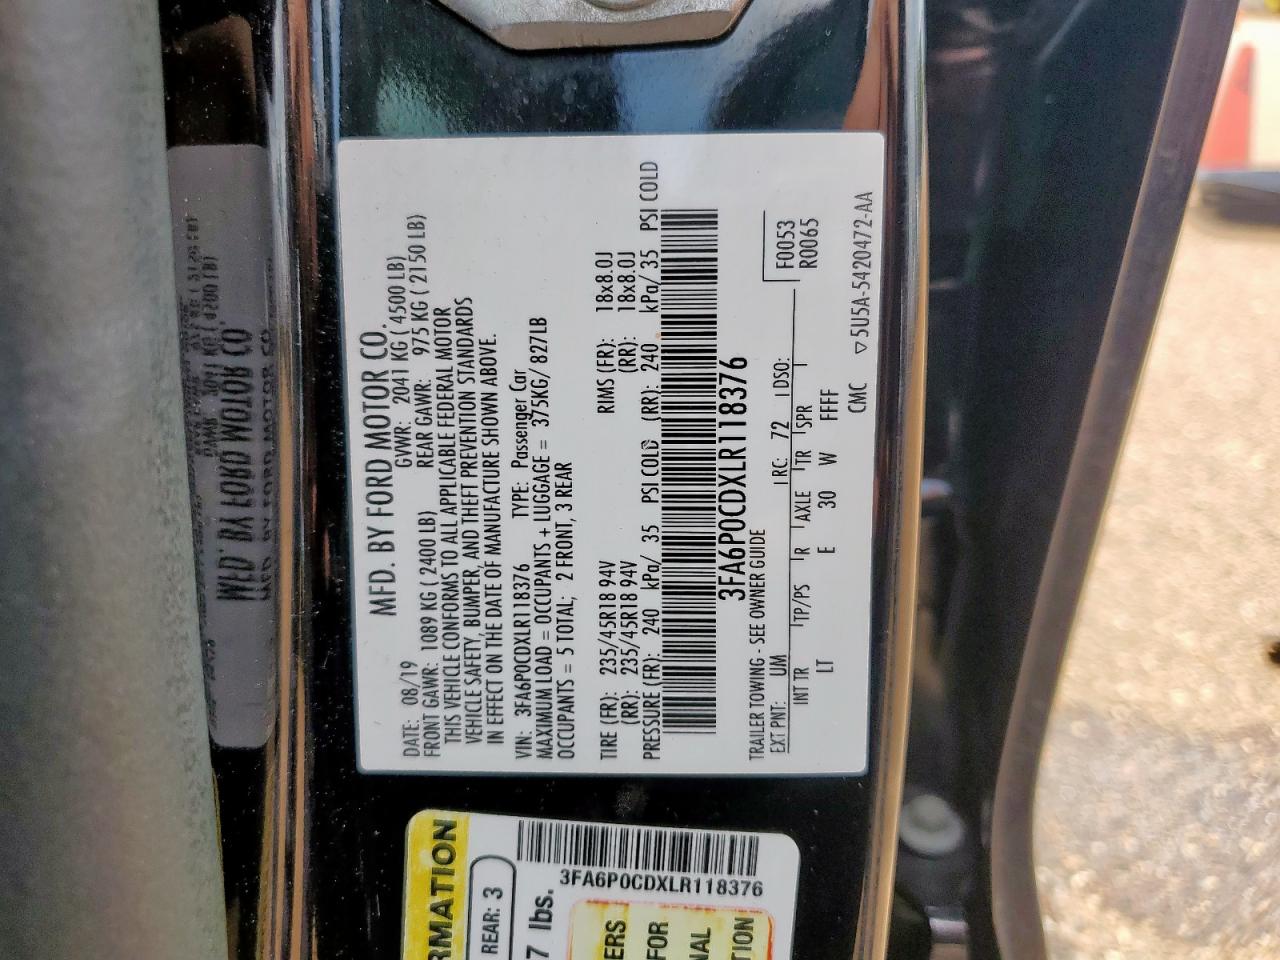 MFD. BY FORD MOTOR CO.
DATE: 08/19 GVWR: 2041 KG ( 4500 LB)
FRONT GAWR: 1089 KG ( 2400 LB) REAR GAWR: 975 KG ( 2150 LB)
THIS VEHICLE CONFORMS TO ALL APPLICABLE FEDERAL MOTOR
VEHICLE SAFETY, BUMPER, AND THEFT PREVENTION STANDARDS
IN EFFECT ON THE DATE OF MANUFACTURE SHOWN ABOVE.
VIN: 3FA6P0CDXLR118376 TYPE: Passenger Car
MAXIMUM LOAD = OCCUPANTS + LUGGAGE = 375KG/ 827LB
OCCUPANTS = 5 TOTAL; 2 FRONT, 3 REAR
TIRE (FR): 235/45R18 94V RIMS (FR): 18x8.0J
(RR): 235/45R18 94V (RR): 18x8.0J
PRESSURE (FR): 240 kPa/ 35 PSI COLD (RR): 240 kPa/ 35 PSI COLD
3FA6P0CDXLR118376
TRAILER TOWING - SEE OWNER GUIDE
F0053
R0065
EXT PNT: UM RC: 72 DSO:
INT TR TP/PS R AXLE TR SPR
LT E 30 W FFFF
CMC ▽5U5A-5420472-AA
RMATION
REAR: 3
3FA6P0CDXLR118376
7 lbs.
ERS
FOR
NAL
TION